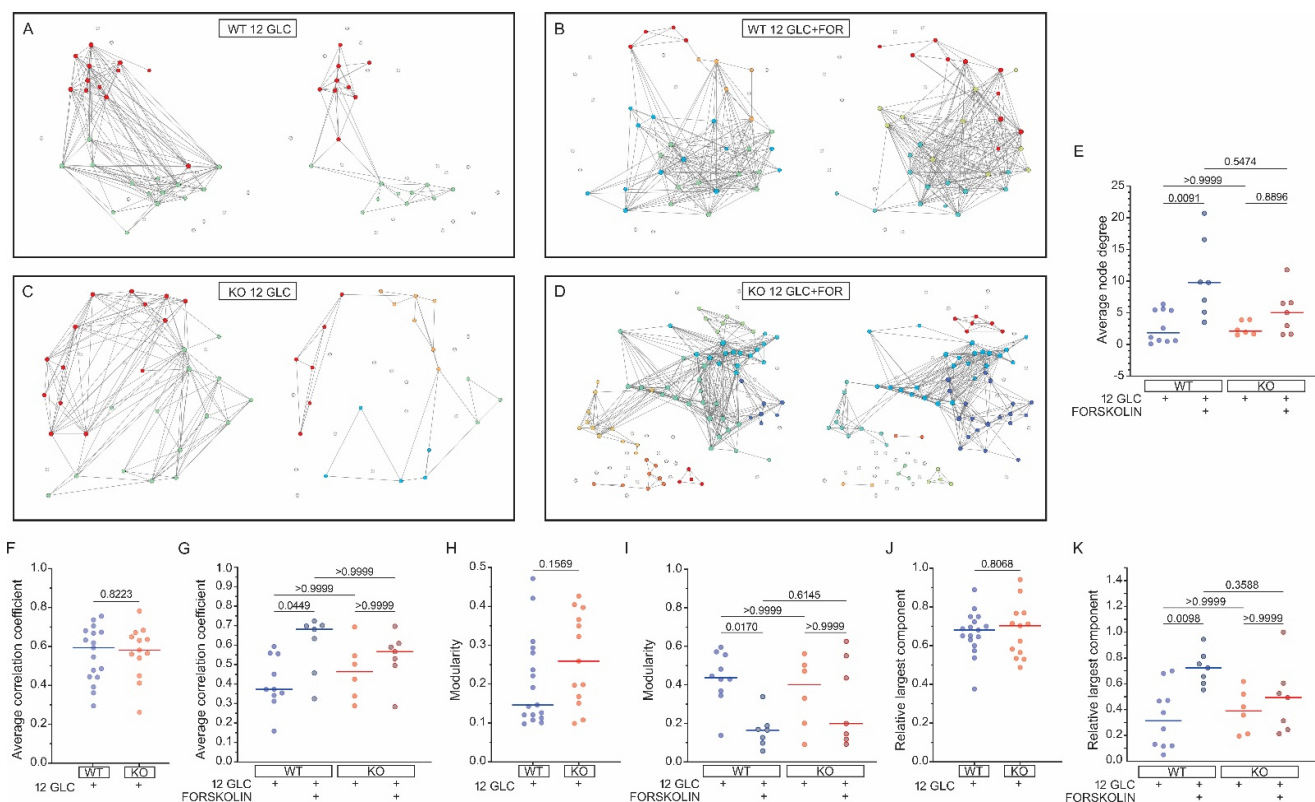 A
WT 12 GLC
B
WT 12 GLC+FOR
C
KO 12 GLC
D
KO 12 GLC+FOR
E
Average node degree
25
20
15
10
5
0
-5
0.5474
>0.9999
0.0091
0.8896
WT
KO
12 GLC + + + +
FORSKOLIN + +
F
Average correlation coefficient
1.0
0.8
0.6
0.4
0.2
0.0
0.8223
WT
KO
12 GLC + +
G
Average correlation coefficient
1.0
0.9
0.8
0.7
0.6
0.5
0.4
0.3
0.2
0.1
0.0
>0.9999
>0.9999
0.0449
>0.9999
WT
KO
12 GLC + + + +
FORSKOLIN + +
H
Modularity
0.5
0.4
0.3
0.2
0.1
0.0
0.1569
WT
KO
+ +
I
Modularity
1.0
0.8
0.6
0.4
0.2
0.0
0.6145
>0.9999
0.0170
>0.9999
WT
KO
+ + + +
+ +
J
Relative largest component
1.0
0.8
0.6
0.4
0.2
0.0
0.8068
WT
KO
12 GLC + +
K
Relative largest component
1.4
1.2
1.0
0.8
0.6
0.4
0.2
0.0
0.3588
>0.9999
0.0098
>0.9999
WT
KO
12 GLC + + + +
FORSKOLIN + +